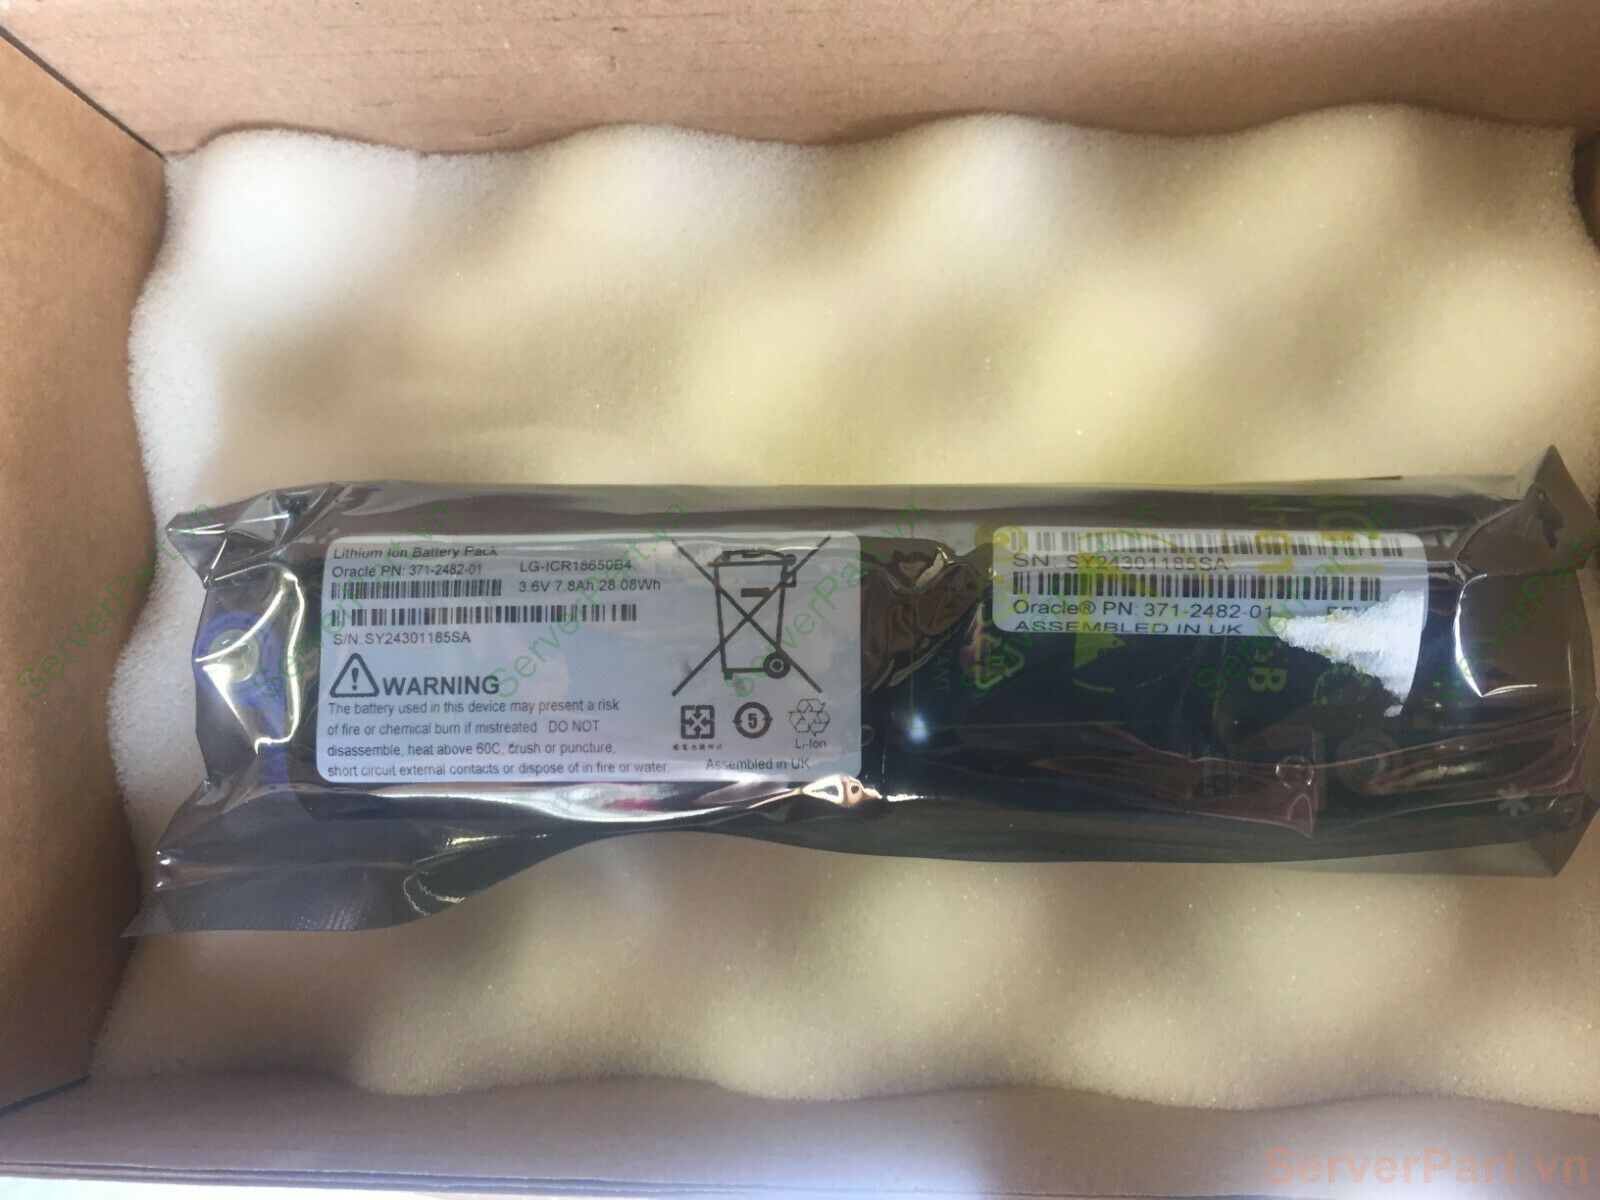 Lithium Ion Battery Pack
Oracle PN: 371-2482-01 LG-ICR18650B4
3.6V 7.8Ah 28.08Wh
S/N: SY24301185SA
WARNING
The battery used in this device may present a risk
of fire or chemical burn if mistreated. DO NOT
disassemble, heat above 60C, crush or puncture,
short circuit external contacts or dispose of in fire or water.
5
Li-Ion
Assembled in UK
SN: SY24301185SA
Oracle® PN: 371-2482-01
ASSEMBLED IN UK
ServerPart.vn